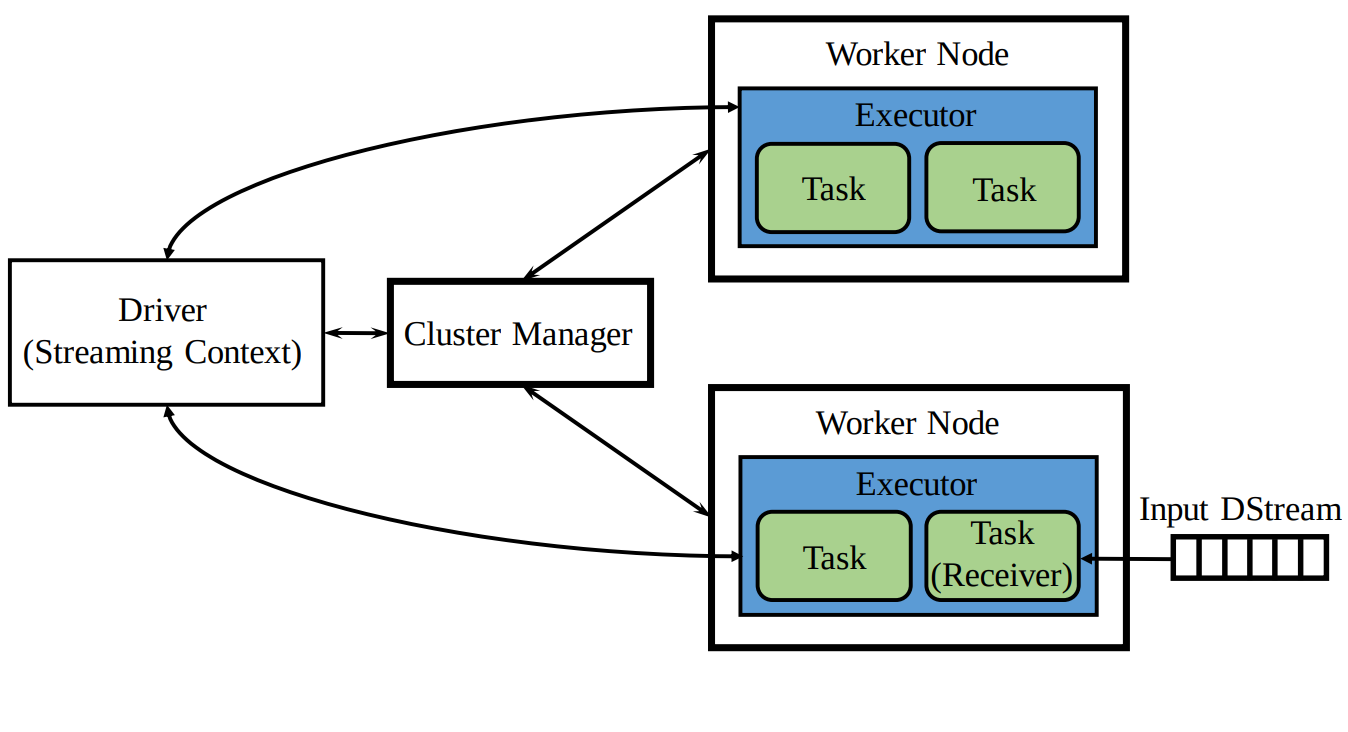 Worker Node
Executor
Task
Task
Driver
(Streaming Context)
Cluster Manager
Worker Node
Executor
Task
Task
(Receiver)
Input DStream